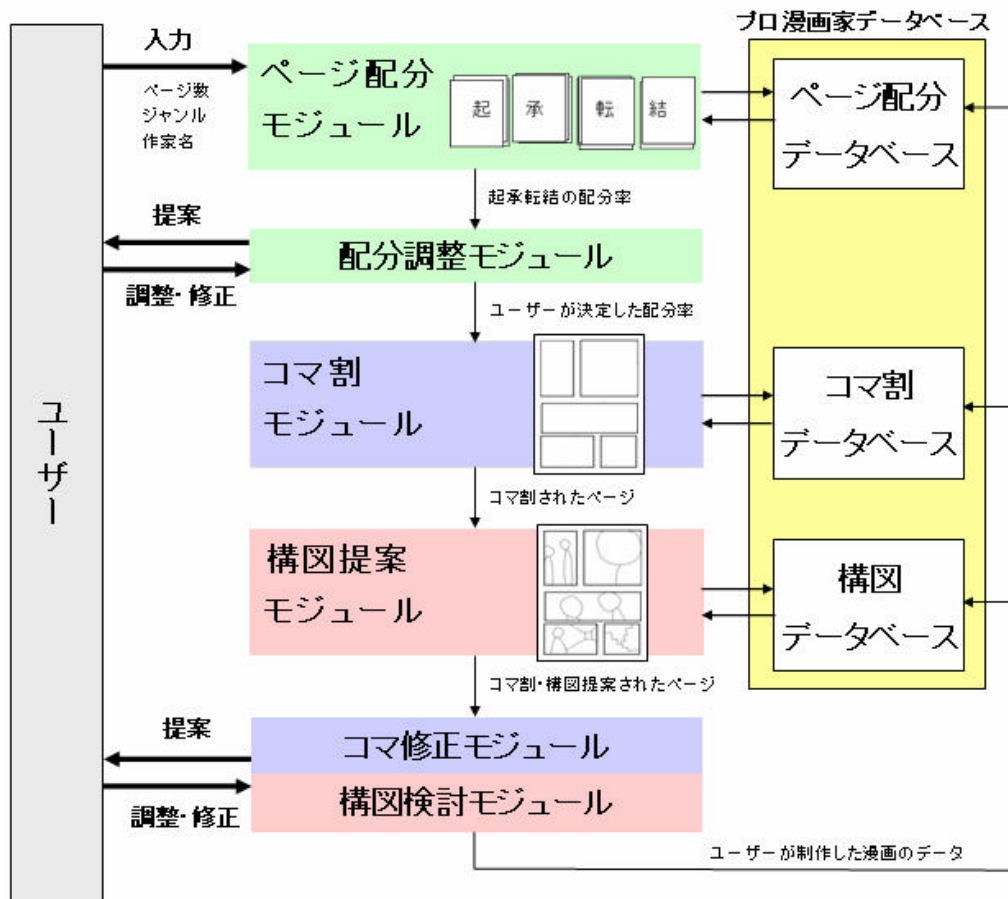 プロ漫画家データベース
入力
ページ数
ジャンル
作家名
ページ配分
モジュール
起
承
転
結
ページ配分
データベース
起承転結の配分率
提案
配分調整モジュール
調整・修正
ユーザーが決定した配分率
コマ割
モジュール
コマ割
データベース
ユーザー
コマ割されたページ
構図提案
モジュール
構図
データベース
コマ割・構図提案されたページ
提案
コマ修正モジュール
構図検討モジュール
調整・修正
ユーザーが制作した漫画のデータ